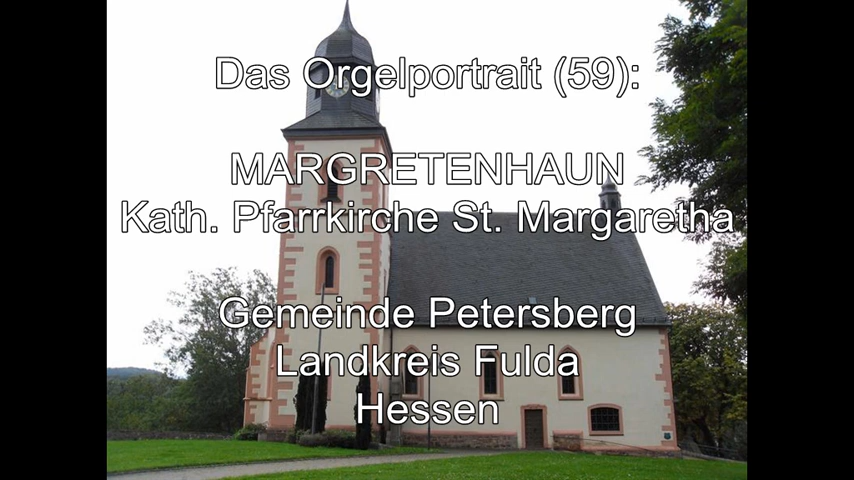 Das Orgelportrait (59):
MARGRETENHAUN
Kath. Pfarrkirche St. Margaretha
Gemeinde Petersberg
Landkreis Fulda
Hessen